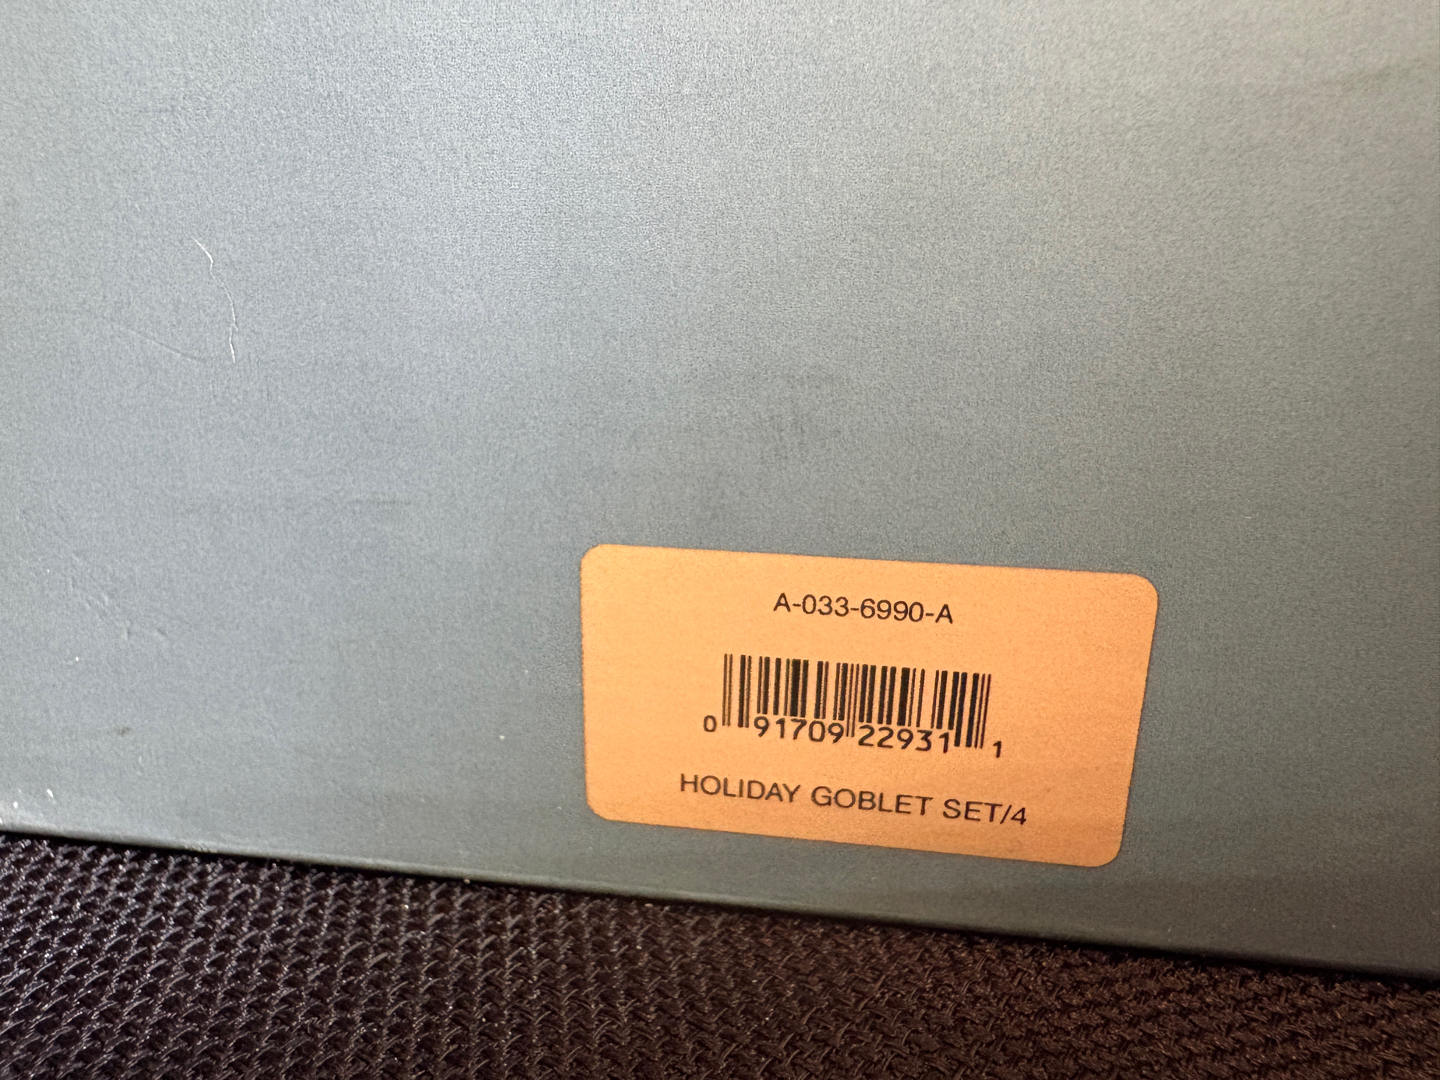 A-033-6990-A
0 91709 22931 1
HOLIDAY GOBLET SET/4